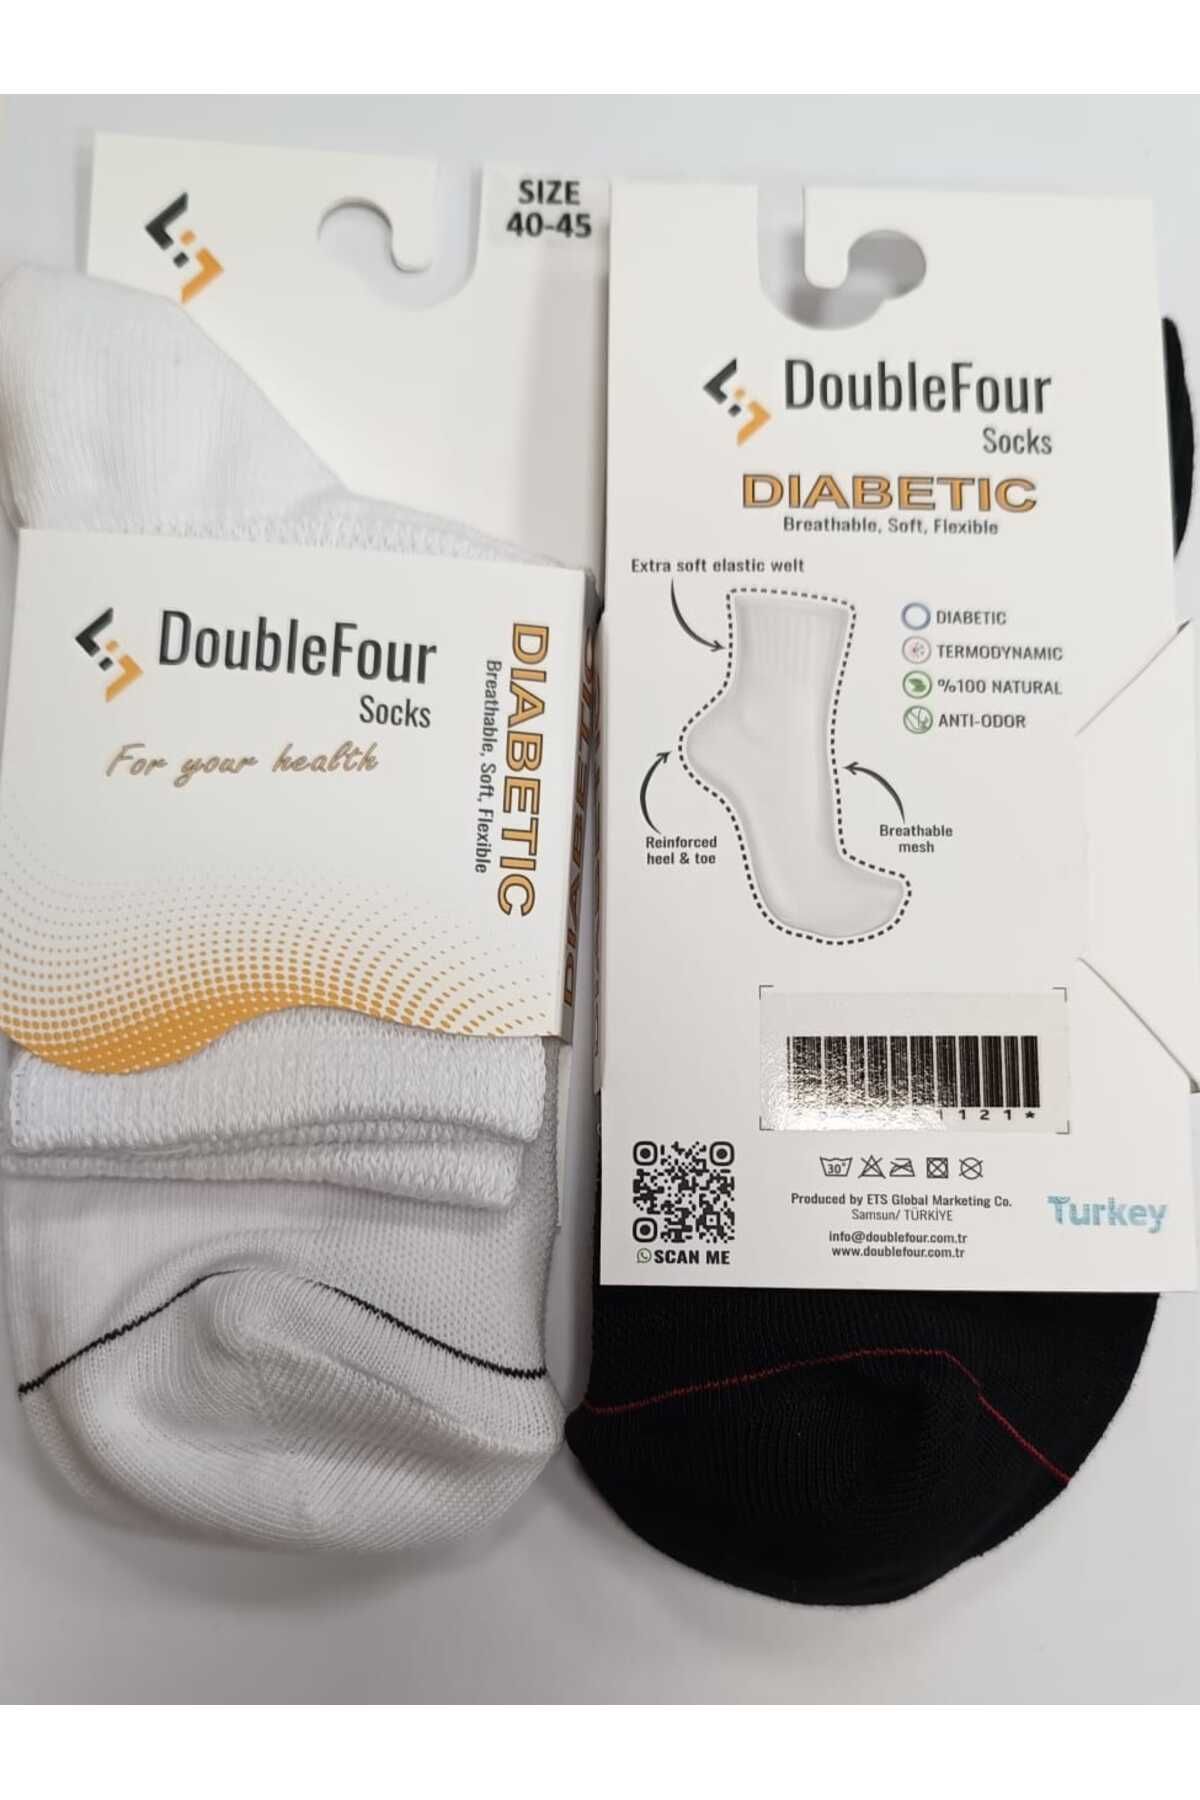 SIZE
40-45
DoubleFour
Socks
For your health
DIABETIC
Breathable, Soft, Flexible
DIABETIC
DoubleFour
Socks
DIABETIC
Breathable, Soft, Flexible
Extra soft elastic welt
DIABETIC
TERMODYNAMIC
%100 NATURAL
ANTI-ODOR
Reinforced
heel & toe
Breathable
mesh
1121*
30°
SCAN ME
Produced by ETS Global Marketing Co.
Samsun/ TÜRKİYE
info@doublefour.com.tr
www.doublefour.com.tr
Turkey